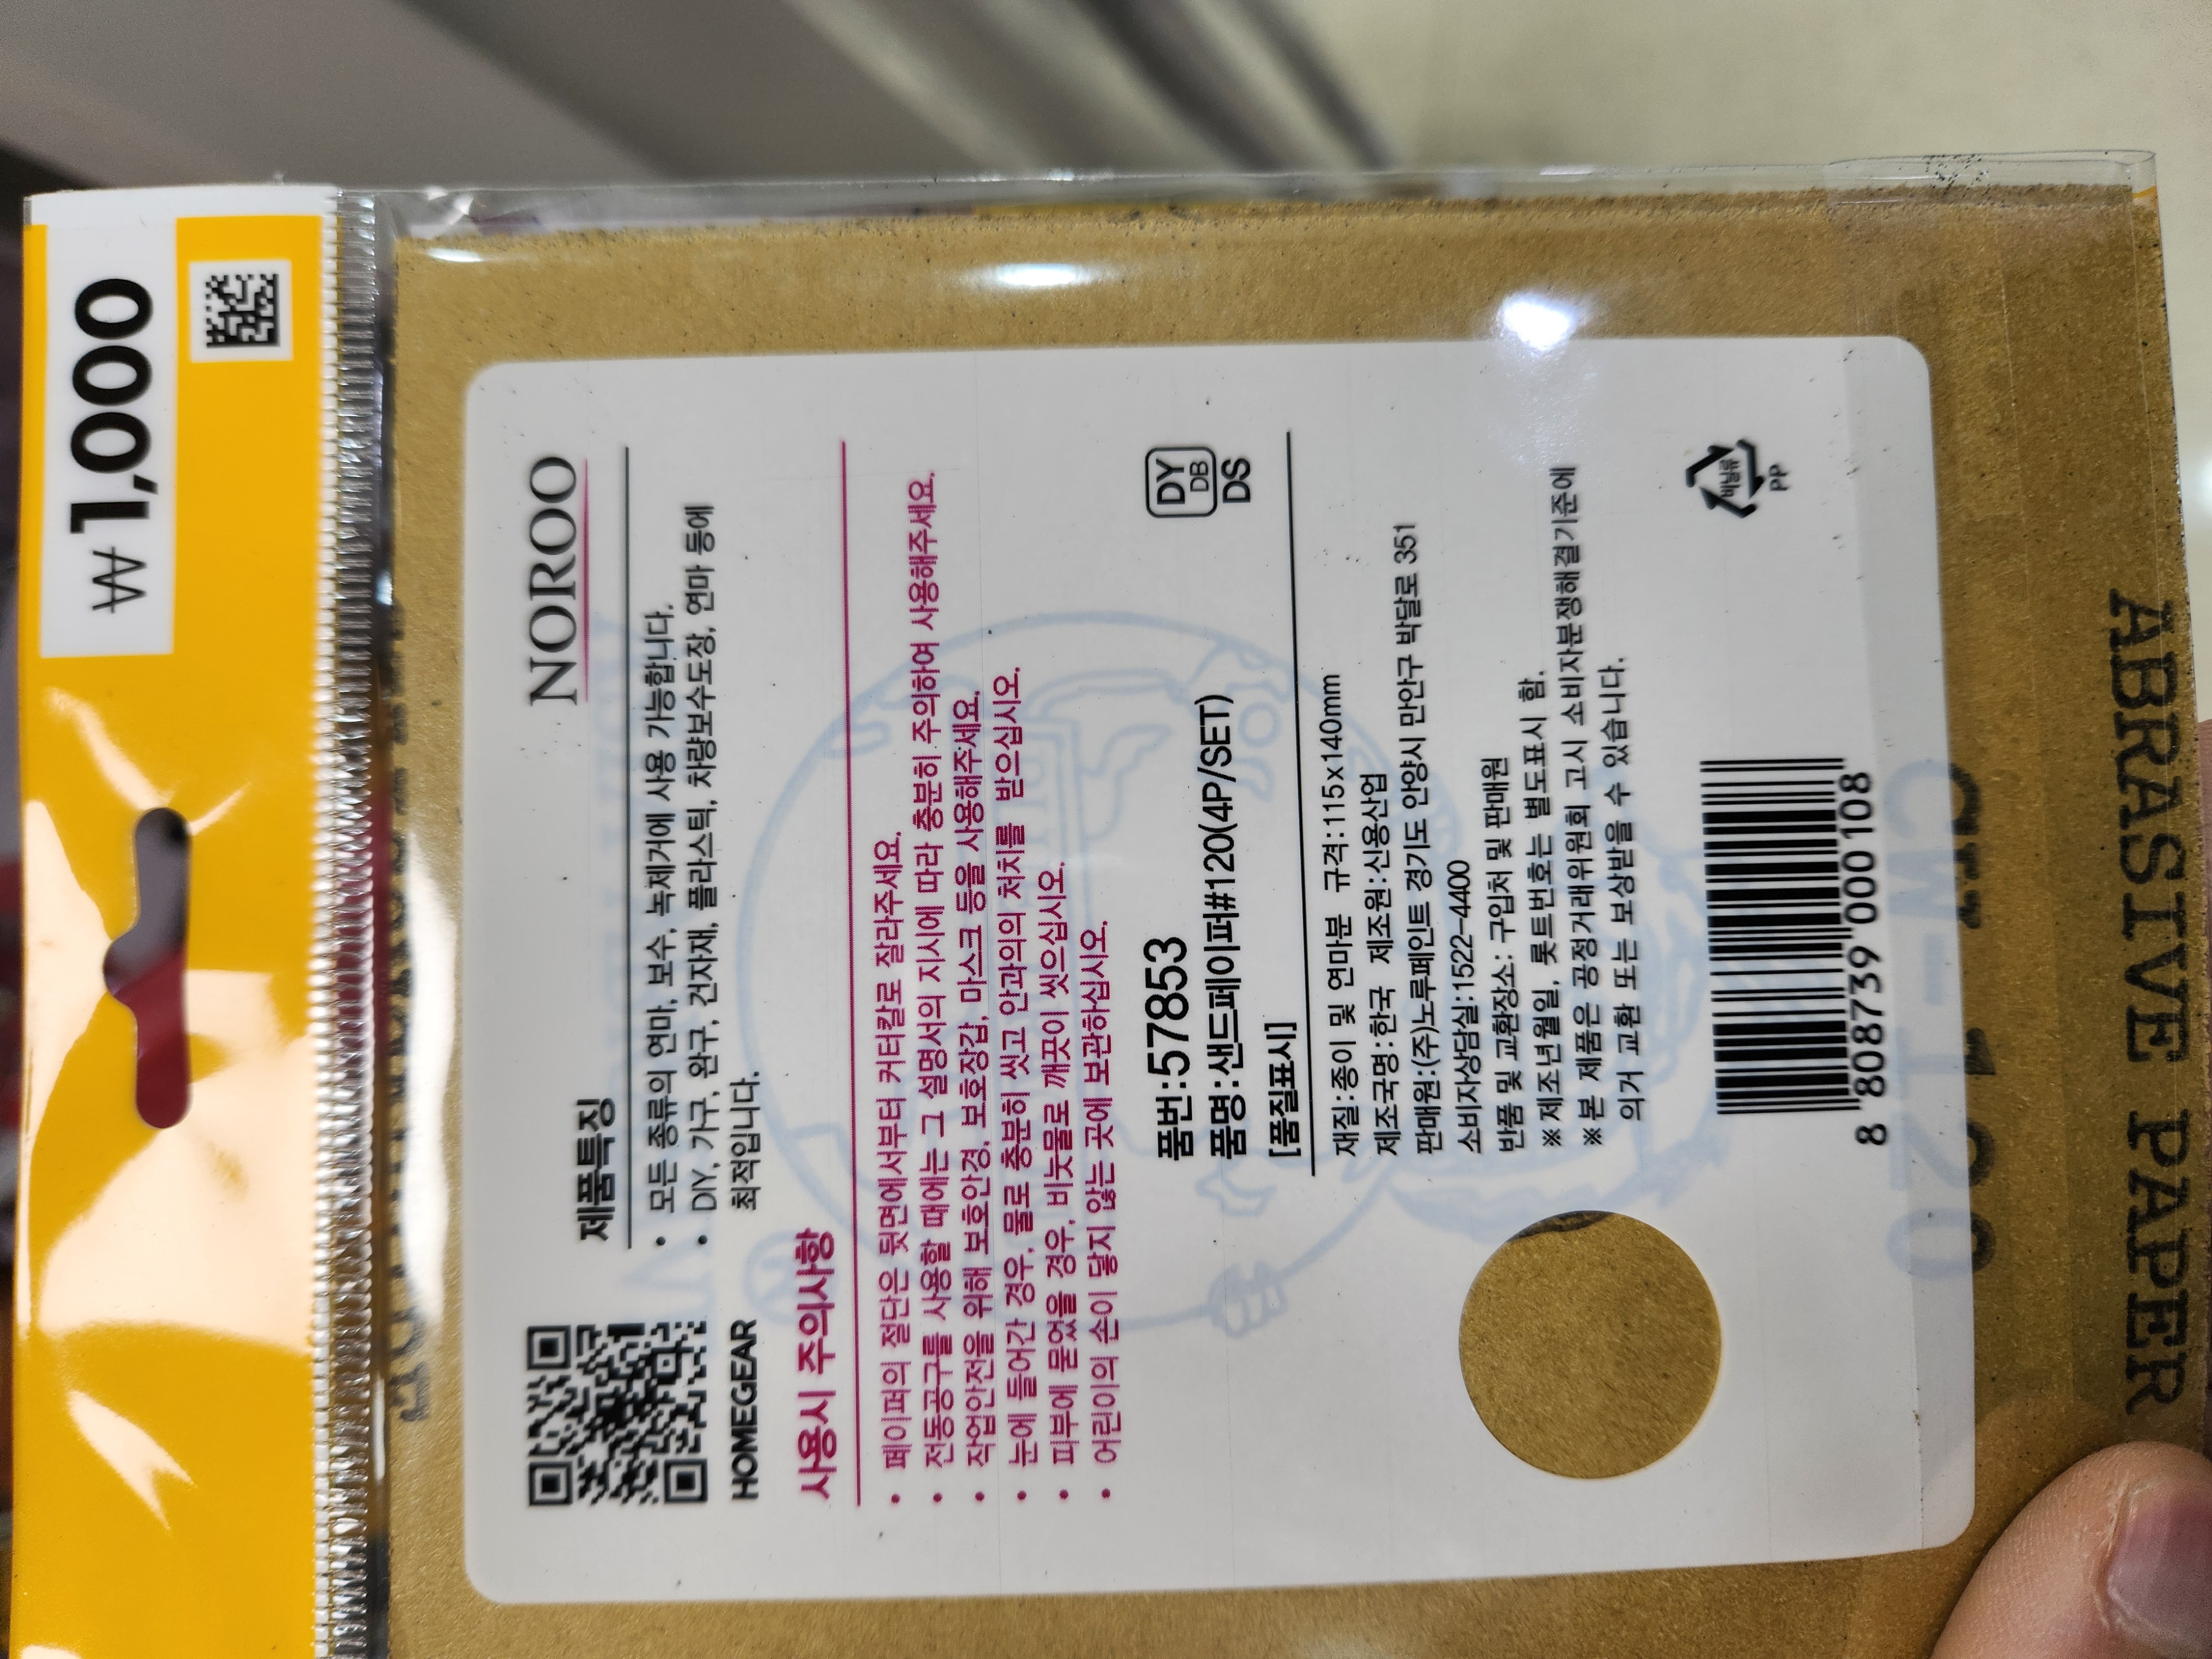 ₩ 1,000
NOROO
HOMEGEAR
제품특징
• 모든 종류의 연마, 보수, 녹제거에 사용 가능합니다.
• DIY, 가구, 완구, 건자재, 플라스틱, 차량보수도장, 연마 등에
최적입니다.
사용시 주의사항
• 페이퍼의 절단은 뒷면에서부터 커터칼로 잘라주세요.
• 전동공구를 사용할 때에는 그 설명서의 지시에 따라 충분히 주의하여 사용해주세요.
• 작업안전을 위해 보호안경, 보호장갑, 마스크 등을 사용해주세요.
• 눈에 들어간 경우, 물로 충분히 씻고 안과의의 처치를 받으십시오.
• 피부에 묻었을 경우, 비눗물로 깨끗이 씻으십시오.
• 어린이의 손이 닿지 않는 곳에 보관하십시오.
품번:57853
품명:샌드페이퍼#120(4P/SET)
DY
DB
DS
[품질표시]
재질:종이 및 연마분 규격:115x140mm
제조국명:한국 제조원:신용산업
판매원:(주)노루페인트 경기도 안양시 만안구 박달로 351
소비자상담실:1522-4400
반품 및 교환장소: 구입처 및 판매원
※제조년월일, 롯트번호는 별도표시 함.
※본 제품은 공정거래위원회 고시 소비자분쟁해결기준에
의거 교환 또는 보상받을 수 있습니다.
비닐류
PP
8 808739 000108
CW-120
ABRASIVE PAPER